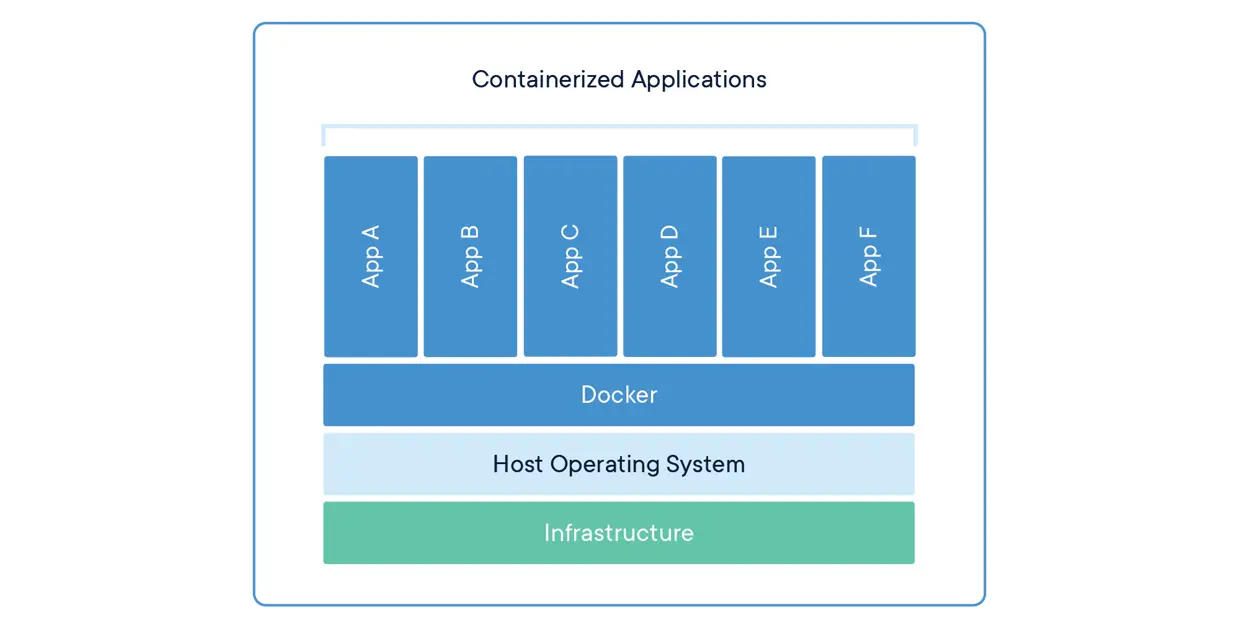 Containerized Applications
App A
App B
App C
App D
App E
App F
Docker
Host Operating System
Infrastructure